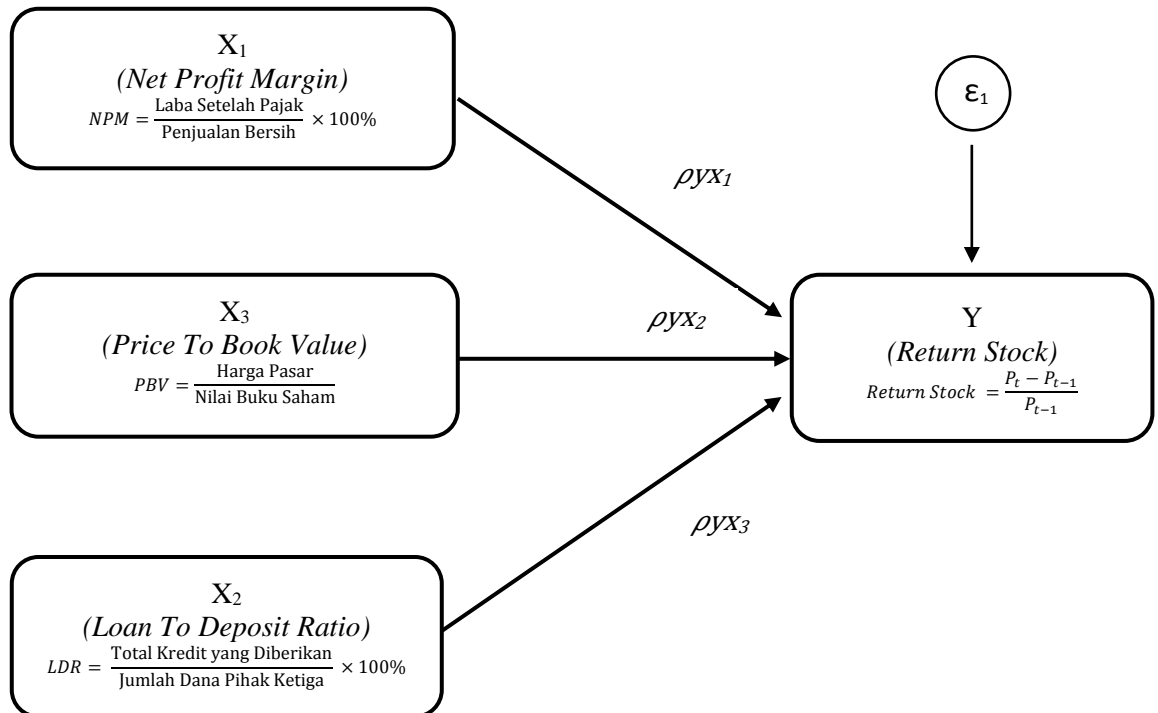 X₁
(Net Profit Margin)
NPM = Laba Setelah Pajak / Penjualan Bersih × 100%
ε₁
ρyx₁
X₃
(Price To Book Value)
PBV = Harga Pasar / Nilai Buku Saham
ρyx₂
Y
(Return Stock)
Return Stock = Pₜ − Pₜ₋₁ / Pₜ₋₁
ρyx₃
X₂
(Loan To Deposit Ratio)
LDR = Total Kredit yang Diberikan / Jumlah Dana Pihak Ketiga × 100%